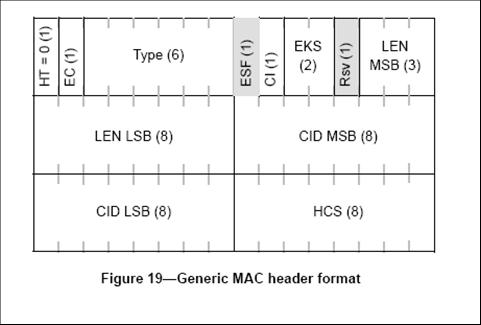 HT = 0 (1)
EC (1)
Type (6)
ESF (1)
CI (1)
EKS
(2)
Rsv (1)
LEN
MSB (3)
LEN LSB (8)
CID MSB (8)
CID LSB (8)
HCS (8)
Figure 19—Generic MAC header format